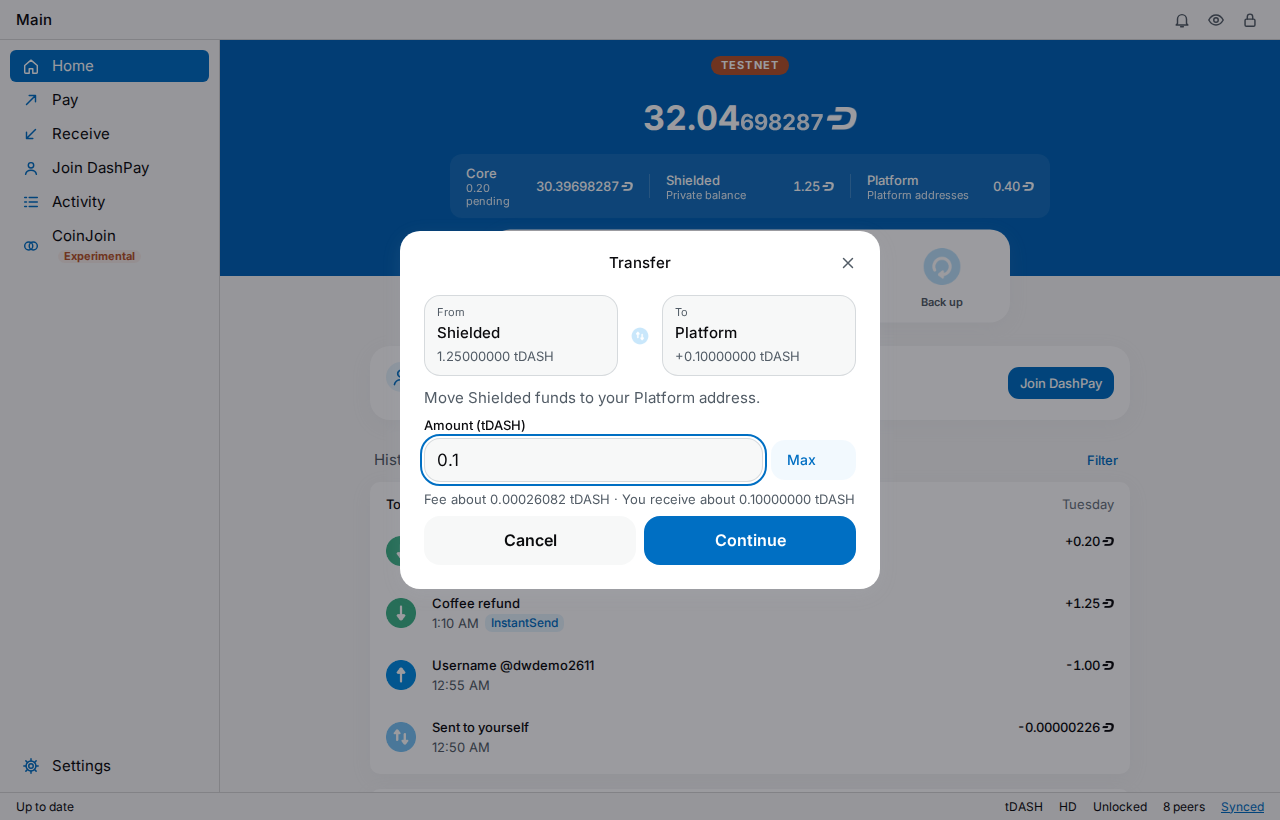 Main
Home
Pay
Receive
Join DashPay
Activity
CoinJoin
Experimental
Settings
TESTNET
32.04698287
Core
0.20
pending
30.39698287
Shielded
Private balance
1.25
Platform
Platform addresses
0.40
Back up
Join DashPay
Transfer
From
Shielded
1.25000000 tDASH
To
Platform
+0.10000000 tDASH
Move Shielded funds to your Platform address.
Amount (tDASH)
0.1
Max
Fee about 0.00026082 tDASH · You receive about 0.10000000 tDASH
Cancel
Continue
Hist
Filter
To
Tuesday
+0.20
Coffee refund
1:10 AM InstantSend
+1.25
Username @dwdemo2611
12:55 AM
-1.00
Sent to yourself
12:50 AM
-0.00000226
Up to date
tDASH HD Unlocked 8 peers Synced